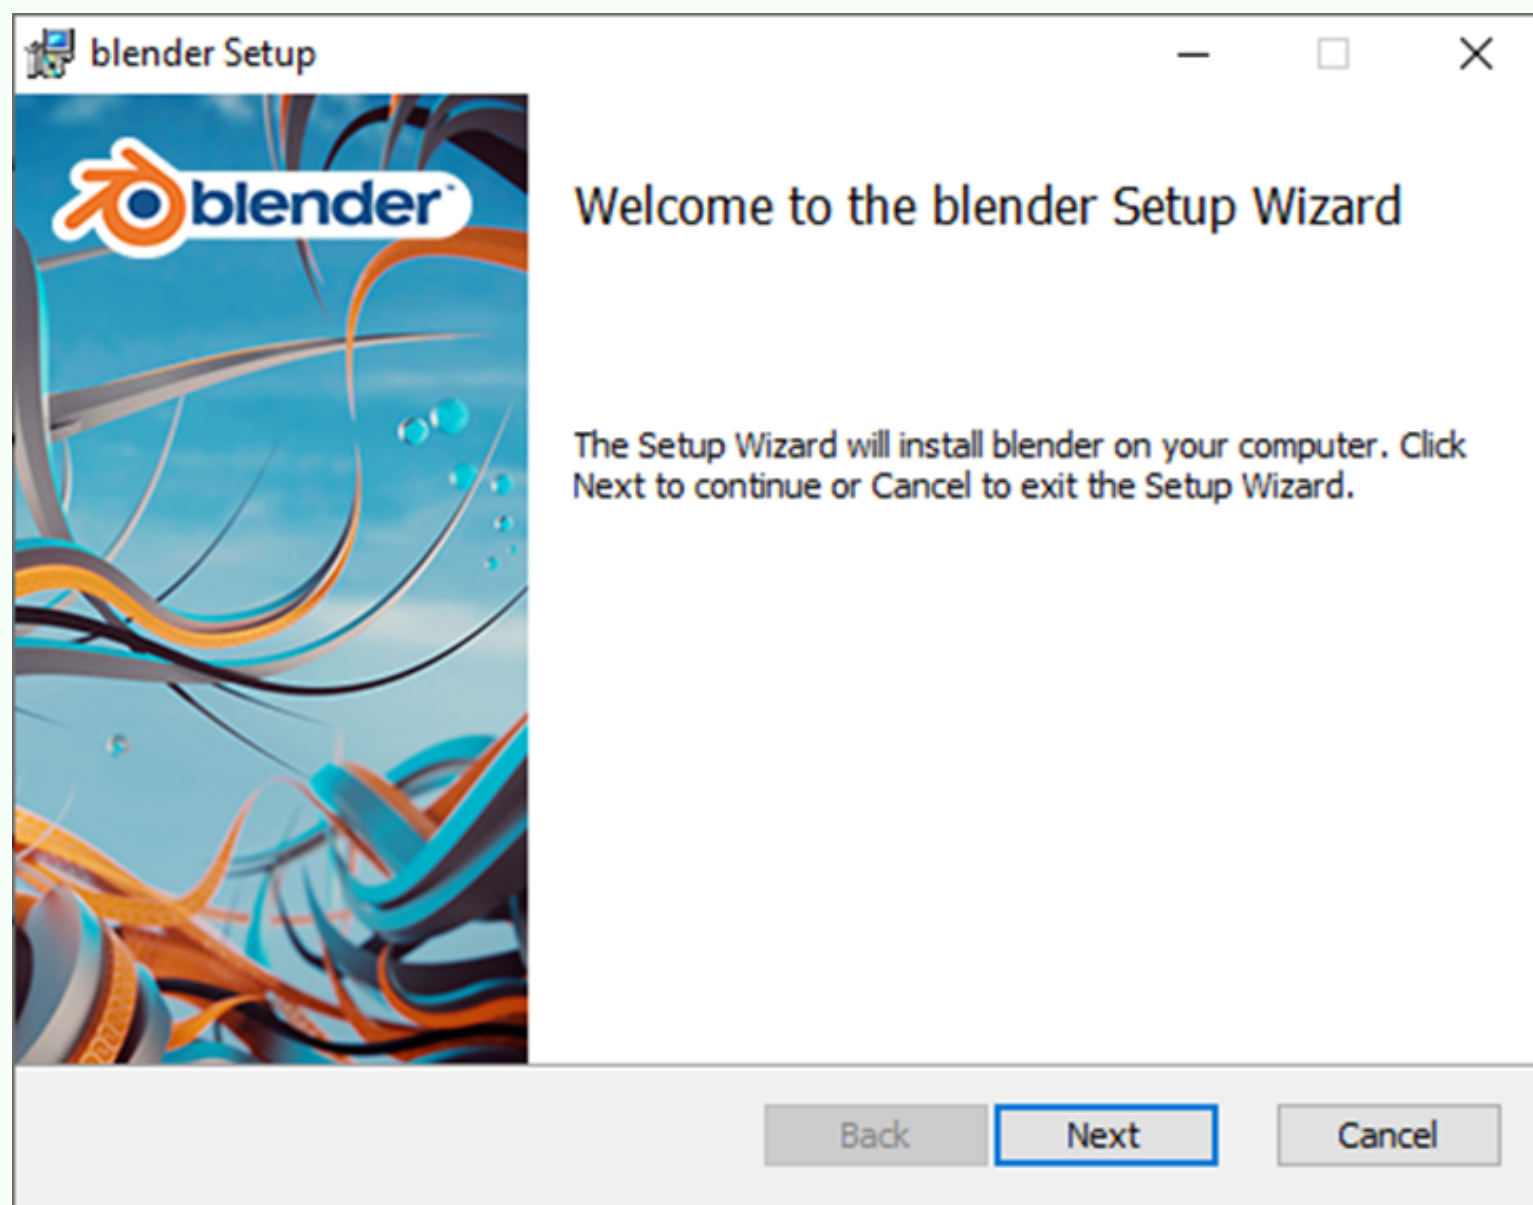 blender Setup
blender™
Welcome to the blender Setup Wizard
The Setup Wizard will install blender on your computer. Click
Next to continue or Cancel to exit the Setup Wizard.
Back
Next
Cancel